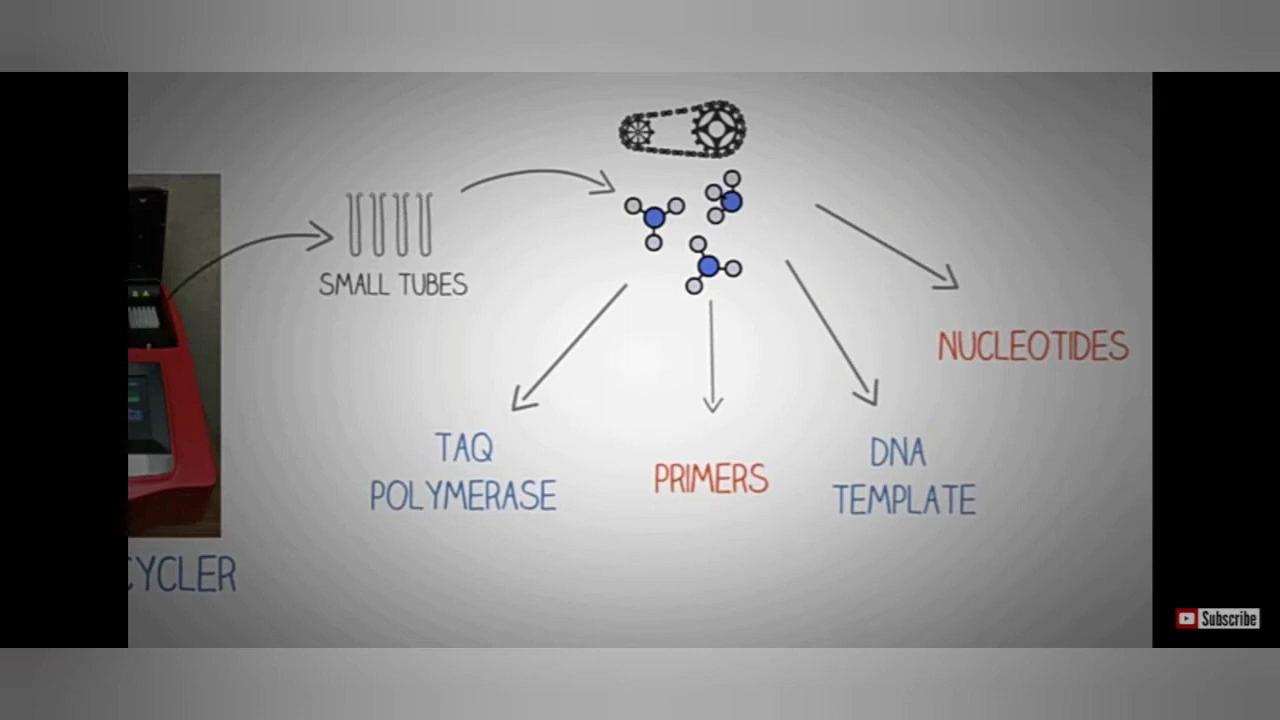 SMALL TUBES
NUCLEOTIDES
TAQ
POLYMERASE
PRIMERS
DNA
TEMPLATE
CYCLER
Subscribe